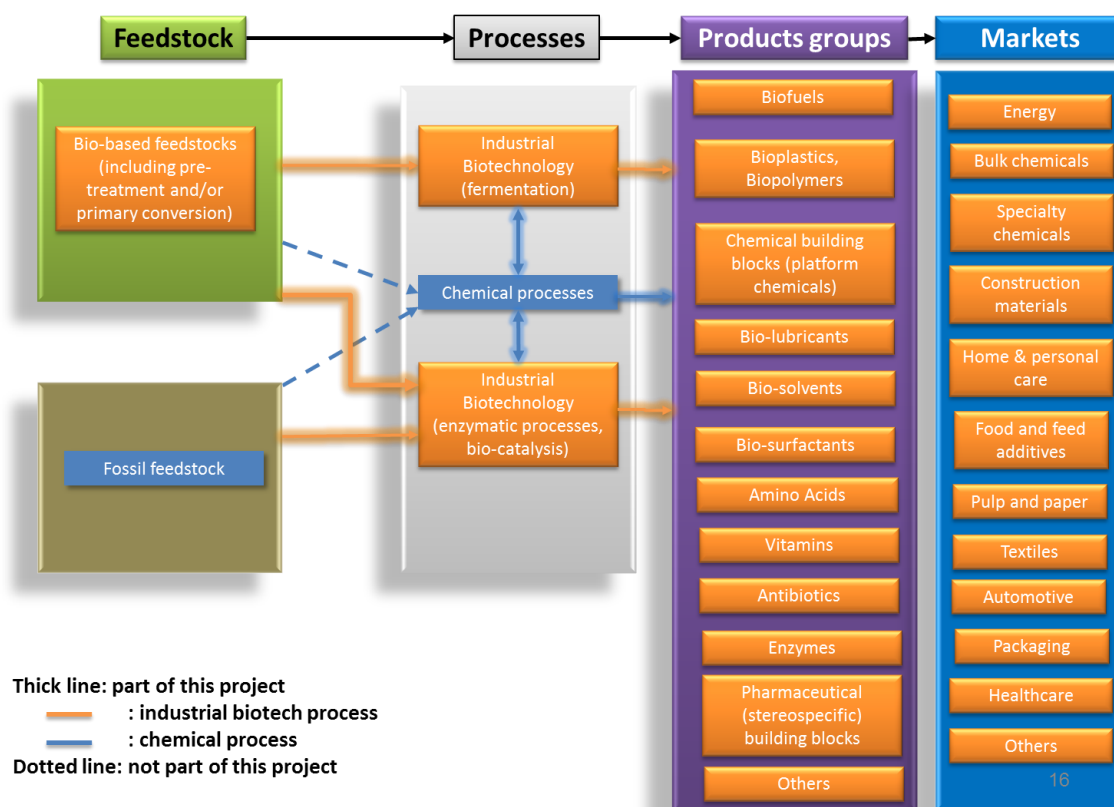 Feedstock
Processes
Products groups
Markets
Bio-based feedstocks
(including pre-
treatment and/or
primary conversion)
Fossil feedstock
Industrial
Biotechnology
(fermentation)
Chemical processes
Industrial
Biotechnology
(enzymatic processes,
bio-catalysis)
Biofuels
Bioplastics,
Biopolymers
Chemical building
blocks (platform
chemicals)
Bio-lubricants
Bio-solvents
Bio-surfactants
Amino Acids
Vitamins
Antibiotics
Enzymes
Pharmaceutical
(stereospecific)
building blocks
Others
Energy
Bulk chemicals
Specialty
chemicals
Construction
materials
Home & personal
care
Food and feed
additives
Pulp and paper
Textiles
Automotive
Packaging
Healthcare
Others
16
Thick line: part of this project
: industrial biotech process
: chemical process
Dotted line: not part of this project